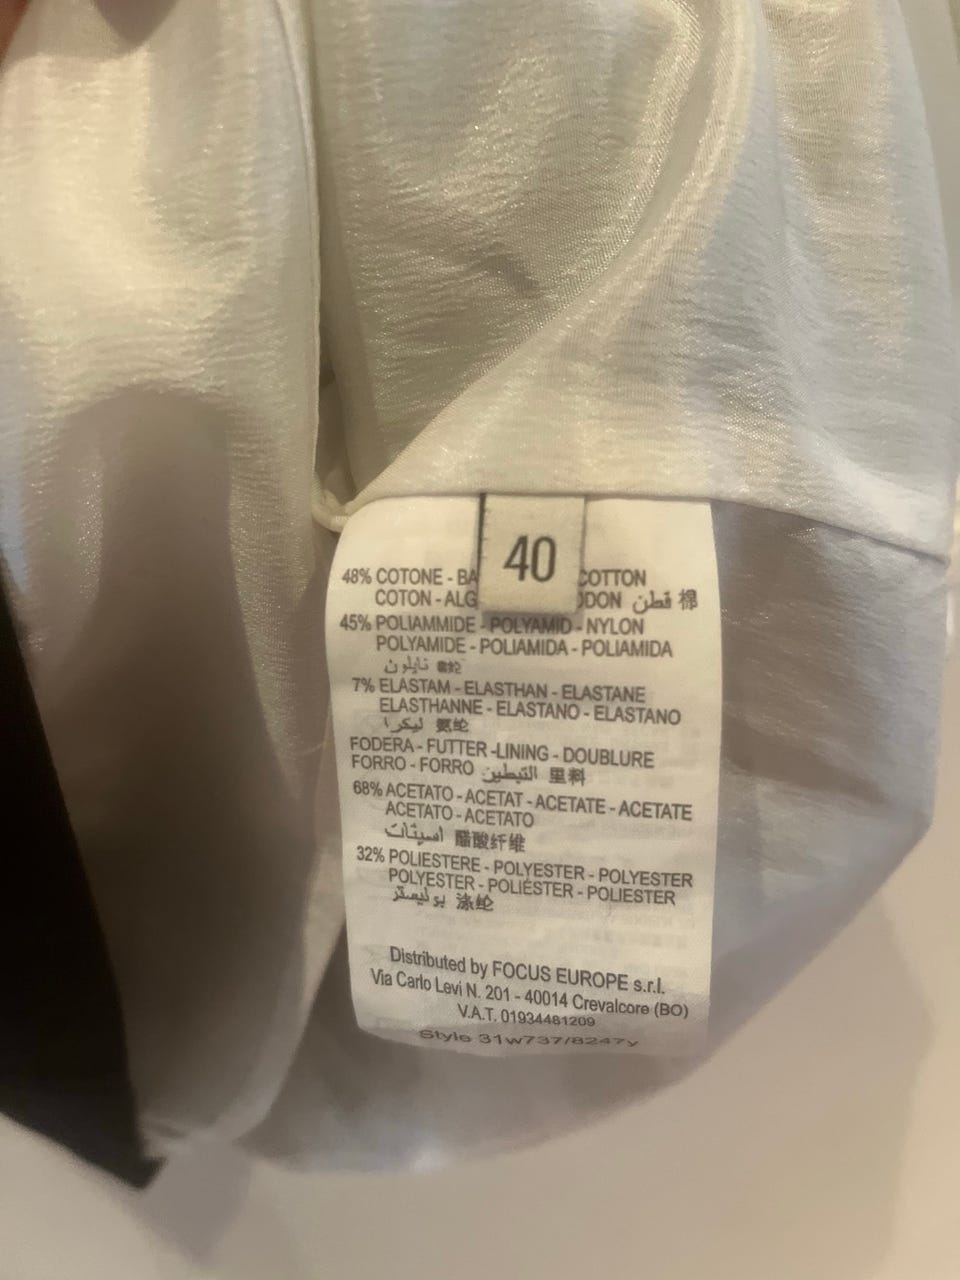 40
48% COTONE - BA COTTON
COTON - ALG ODON قطن 棉
45% POLIAMMIDE - POLYAMID - NYLON
POLYAMIDE - POLIAMIDA - POLIAMIDA
نايلون
7% ELASTAM - ELASTHAN - ELASTANE
ELASTHANNE - ELASTANO - ELASTANO
ليكرا 氨纶
FODERA - FUTTER -LINING - DOUBLURE
FORRO - FORRO التبطين 里料
68% ACETATO - ACETAT - ACETATE - ACETATE
ACETATO - ACETATO
اسيتات 醋酸纤维
32% POLIESTERE - POLYESTER - POLYESTER
POLYESTER - POLIÉSTER - POLIESTER
بوليستر 涤纶
Distributed by FOCUS EUROPE s.r.l.
Via Carlo Levi N. 201 - 40014 Crevalcore (BO)
V.A.T. 01934481209
Style 31w737/8247y